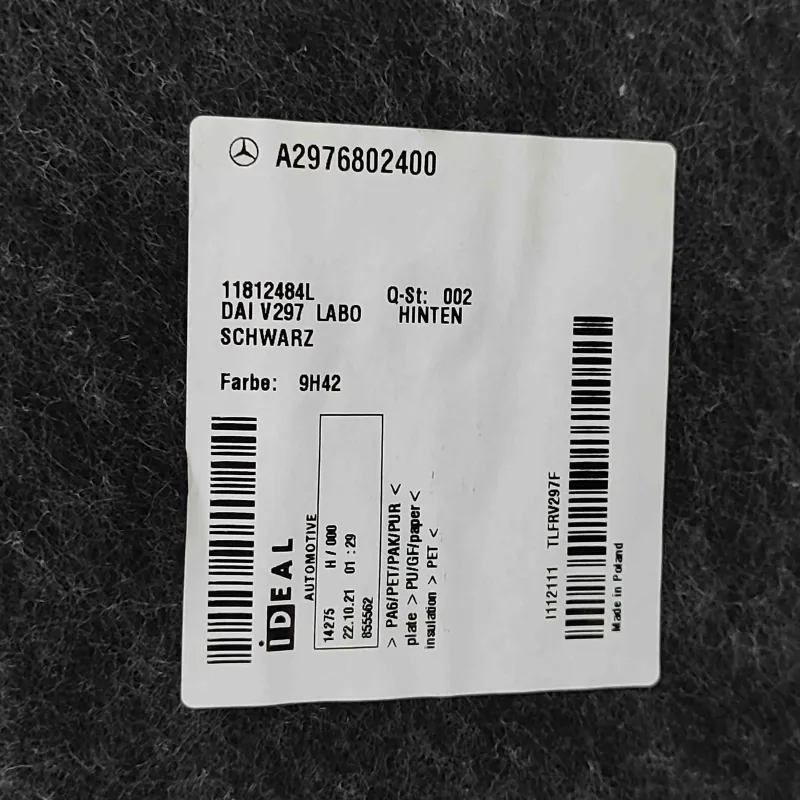 A2976802400
11812484L Q-St: 002
DAI V297 LABO HINTEN
SCHWARZ
Farbe: 9H42
iDEAL
AUTOMOTIVE
14275 H / 000
22.10.21 01 : 29
855562
> PA6/PET/PAK/PUR <
plate > PU/GF/paper <
insulation > PET <
I112111 TLFRV297F
Made in Poland